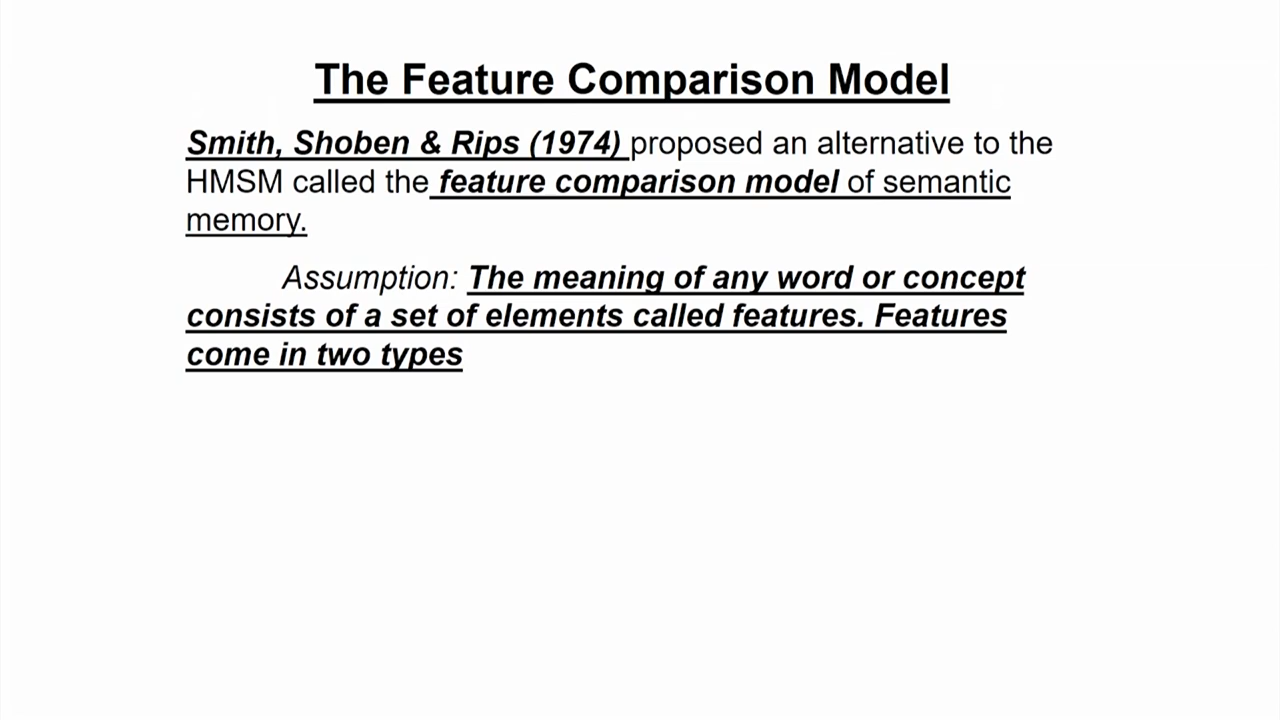 The Feature Comparison Model
Smith, Shoben & Rips (1974) proposed an alternative to the
HMSM called the feature comparison model of semantic
memory.
Assumption: The meaning of any word or concept
consists of a set of elements called features. Features
come in two types